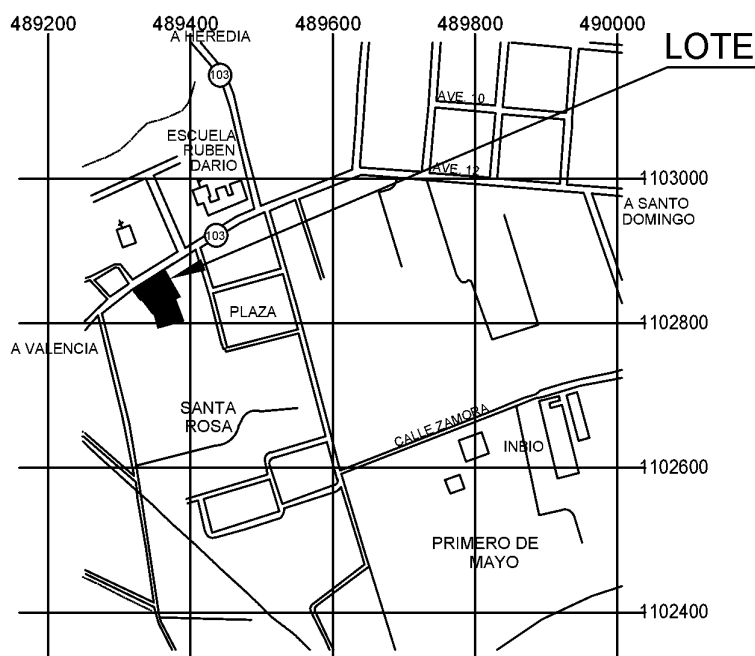 489200
489400
489600
489800
490000
A HEREDIA
LOTE
103
AVE. 10
ESCUELA
RUBEN
DARIO
AVE. 12
1103000
A SANTO
DOMINGO
103
PLAZA
1102800
A VALENCIA
SANTA
ROSA
CALLE ZAMORA
INBIO
1102600
PRIMERO DE
MAYO
1102400